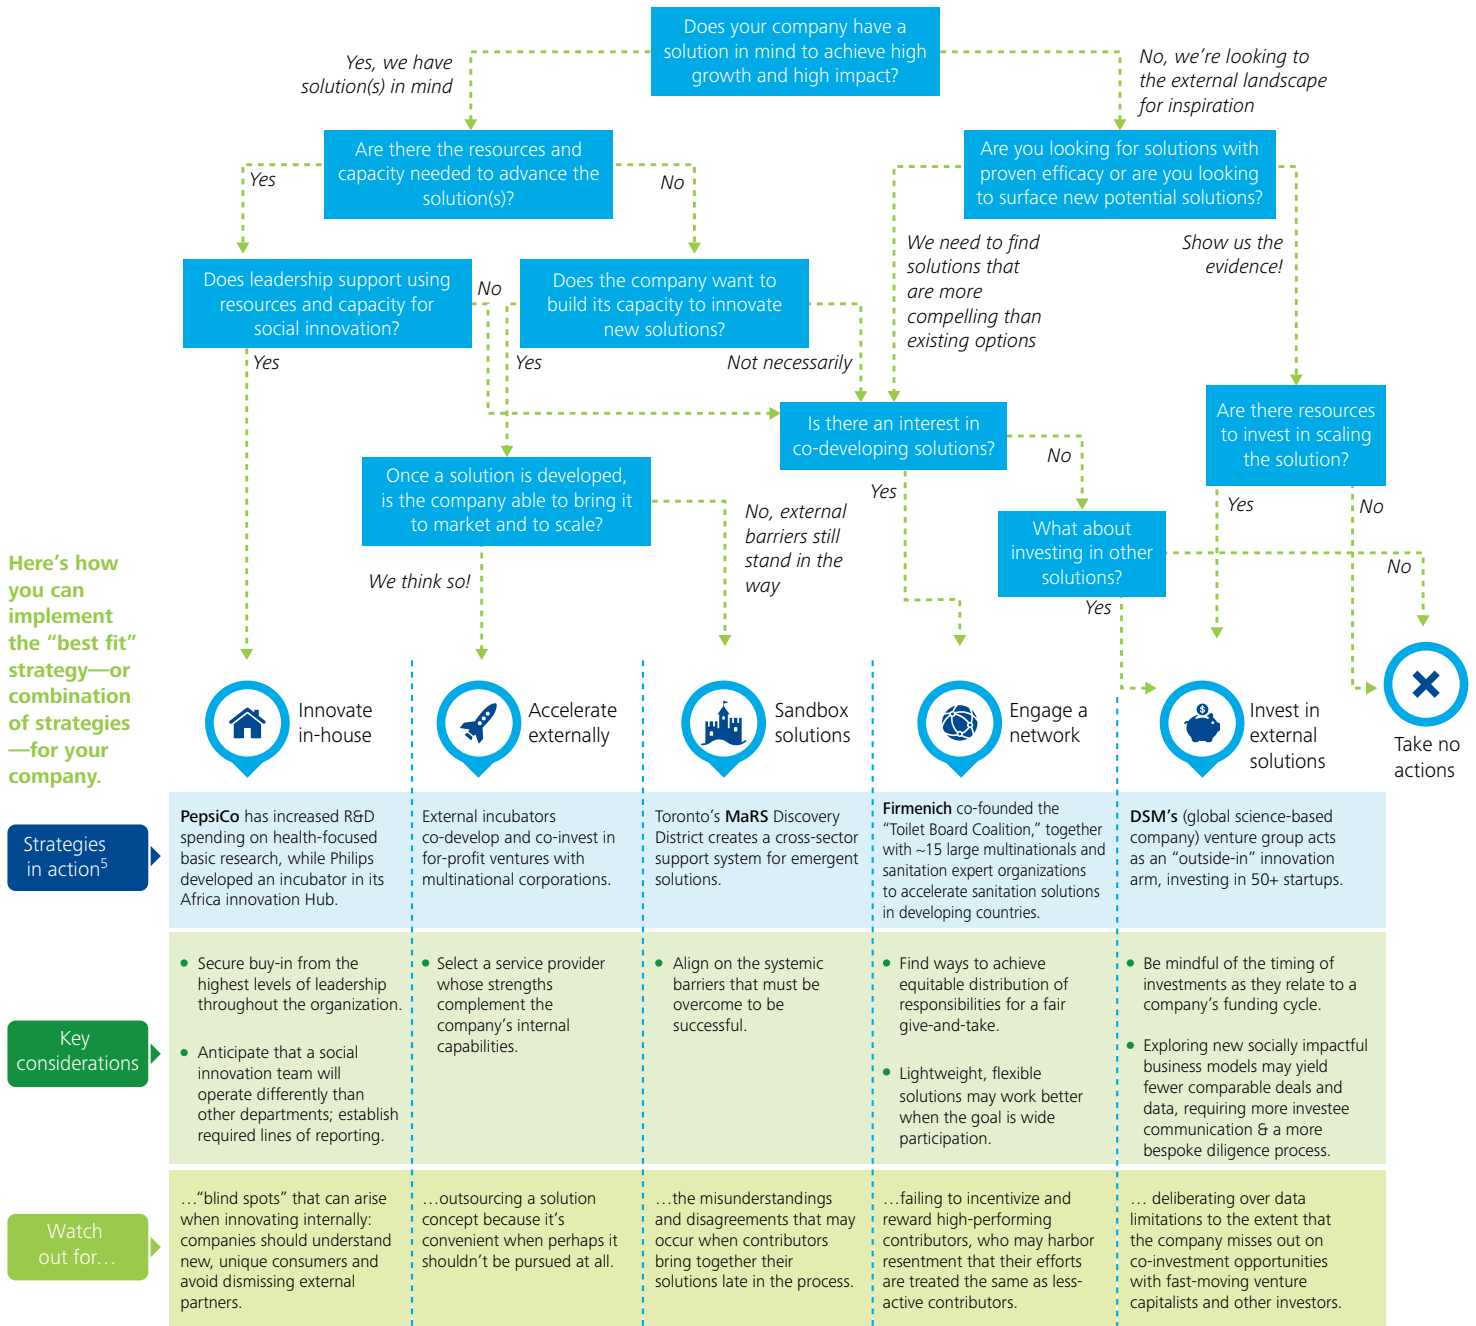 Does your company have a
solution in mind to achieve high
growth and high impact?
Yes, we have
solution(s) in mind
No, we’re looking to
the external landscape
for inspiration
Are there the resources and
capacity needed to advance the
solution(s)?
Are you looking for solutions with
proven efficacy or are you looking
to surface new potential solutions?
Yes
No
We need to find
solutions that
are more
compelling than
existing options
Show us the
evidence!
Does leadership support using
resources and capacity for
social innovation?
No
Does the company want to
build its capacity to innovate
new solutions?
Yes
Yes
Not necessarily
Is there an interest in
co-developing solutions?
Are there resources
to invest in scaling
the solution?
Once a solution is developed,
is the company able to bring it
to market and to scale?
Yes
No
No, external
barriers still
stand in the
way
What about
investing in other
solutions?
Yes
No
We think so!
Yes
No
Here’s how
you can
implement
the “best fit”
strategy—or
combination
of strategies
—for your
company.
Innovate
in-house
Accelerate
externally
Sandbox
solutions
Engage a
network
$
Invest in
external
solutions
Take no
actions
Strategies
in action5
PepsiCo has increased R&D
spending on health-focused
basic research, while Philips
developed an incubator in its
Africa innovation Hub.
External incubators
co-develop and co-invest in
for-profit ventures with
multinational corporations.
Toronto’s MaRS Discovery
District creates a cross-sector
support system for emergent
solutions.
Firmenich co-founded the
“Toilet Board Coalition,” together
with ~15 large multinationals and
sanitation expert organizations
to accelerate sanitation solutions
in developing countries.
DSM’s (global science-based
company) venture group acts
as an “outside-in” innovation
arm, investing in 50+ startups.
Key
considerations
• Secure buy-in from the
highest levels of leadership
throughout the organization.
• Anticipate that a social
innovation team will
operate differently than
other departments; establish
required lines of reporting.
• Select a service provider
whose strengths
complement the
company’s internal
capabilities.
• Align on the systemic
barriers that must be
overcome to be
successful.
• Find ways to achieve
equitable distribution of
responsibilities for a fair
give-and-take.
• Lightweight, flexible
solutions may work better
when the goal is wide
participation.
• Be mindful of the timing of
investments as they relate to a
company’s funding cycle.
• Exploring new socially impactful
business models may yield
fewer comparable deals and
data, requiring more investee
communication & a more
bespoke diligence process.
Watch
out for…
…“blind spots” that can arise
when innovating internally:
companies should understand
new, unique consumers and
avoid dismissing external
partners.
…outsourcing a solution
concept because it’s
convenient when perhaps it
shouldn’t be pursued at all.
…the misunderstandings
and disagreements that may
occur when contributors
bring together their
solutions late in the process.
…failing to incentivize and
reward high-performing
contributors, who may harbor
resentment that their efforts
are treated the same as less-
active contributors.
… deliberating over data
limitations to the extent that
the company misses out on
co-investment opportunities
with fast-moving venture
capitalists and other investors.